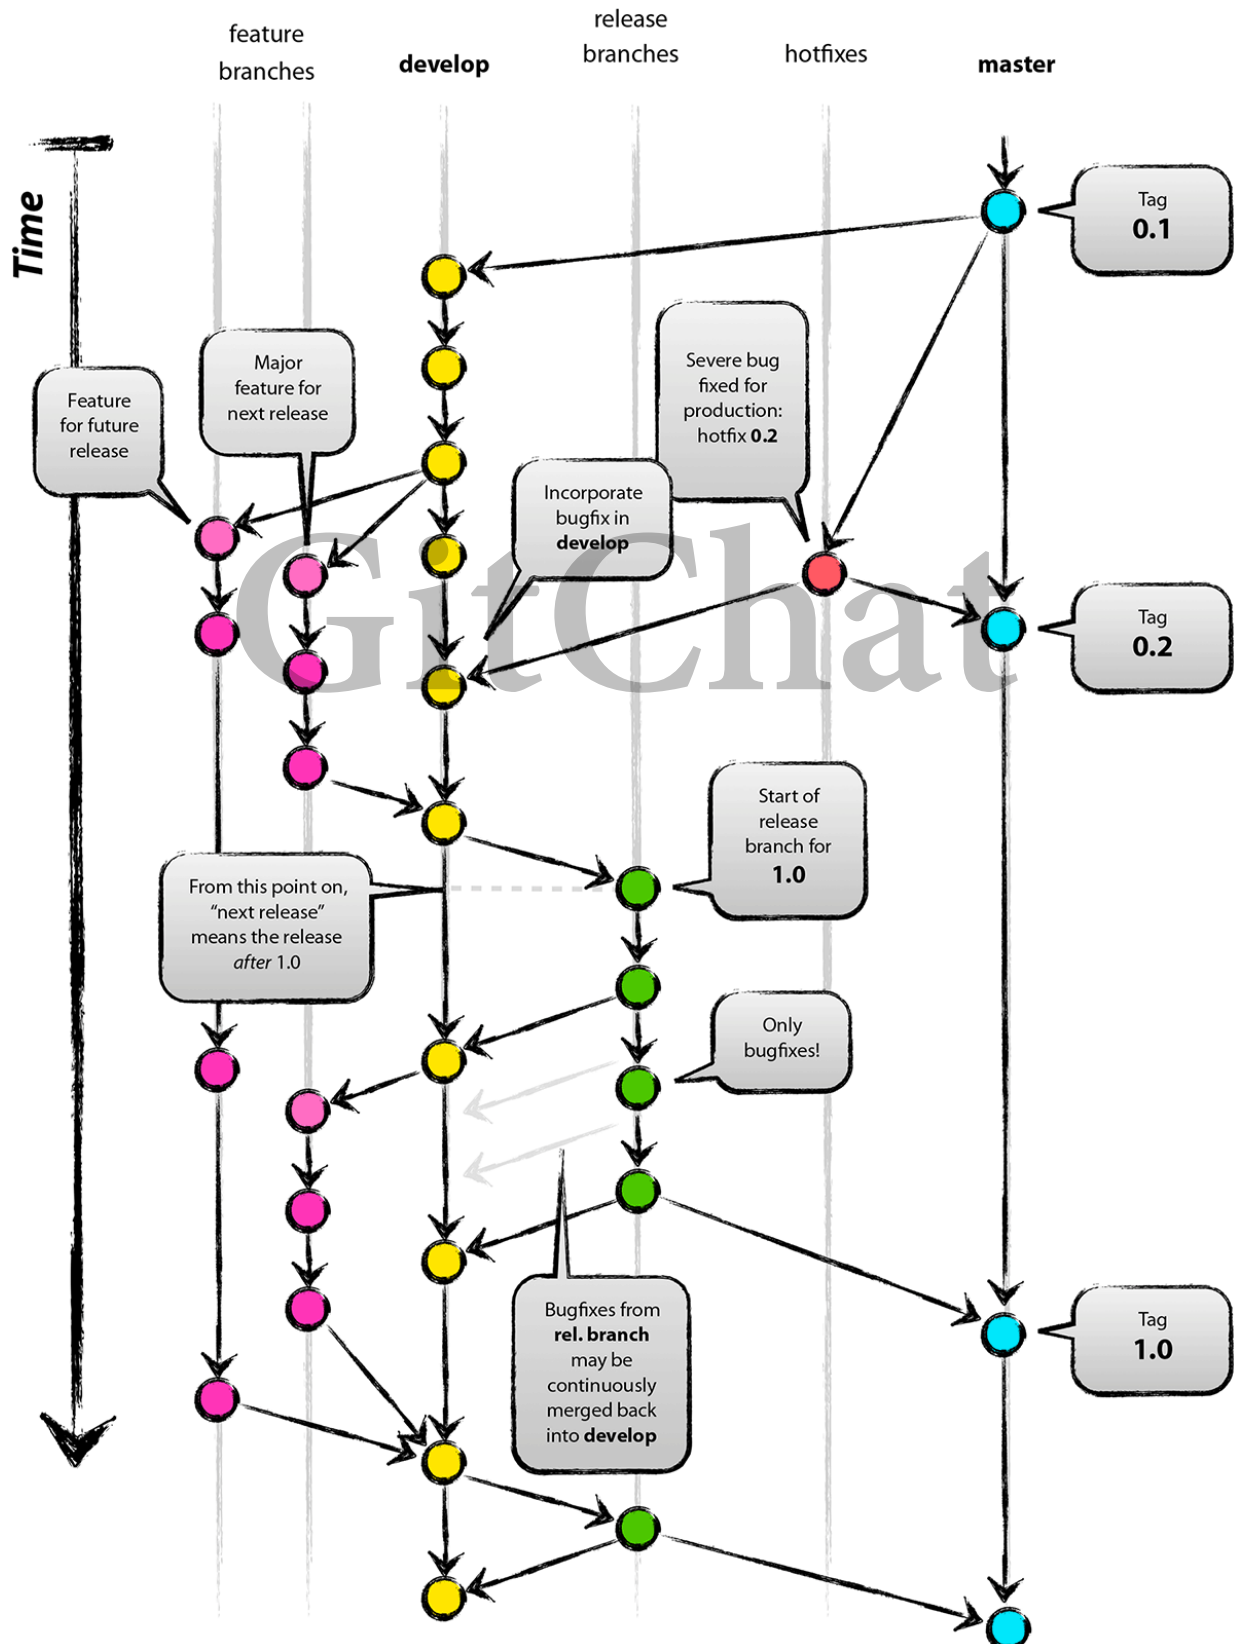 feature
branches
develop
release
branches
hotfixes
master
Time
Tag
0.1
Major
feature for
next release
Feature
for future
release
Severe bug
fixed for
production:
hotfix 0.2
Incorporate
bugfix in
develop
GitChat
Tag
0.2
Start of
release
branch for
1.0
From this point on,
“next release”
means the release
after 1.0
Only
bugfixes!
Bugfixes from
rel. branch
may be
continuously
merged back
into develop
Tag
1.0